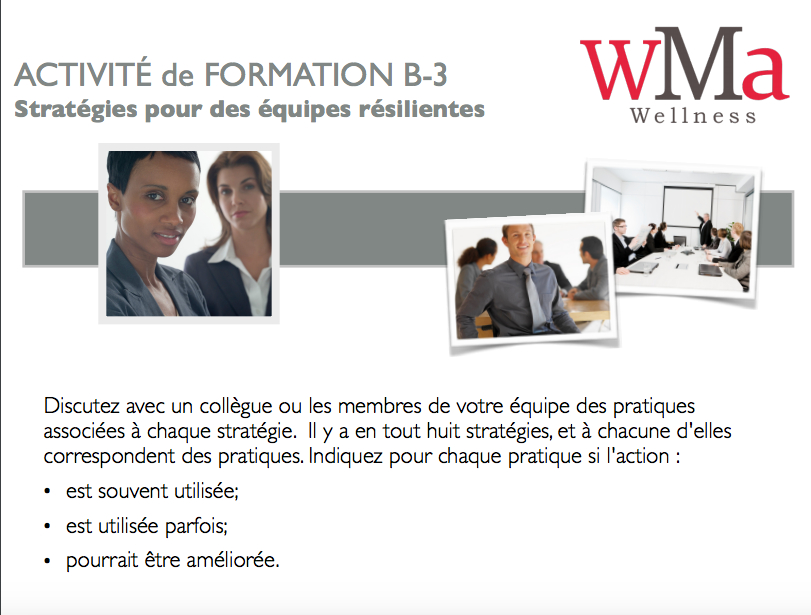 ACTIVITÉ de FORMATION B-3
Stratégies pour des équipes résilientes
wMa
Wellness
Discutez avec un collègue ou les membres de votre équipe des pratiques
associées à chaque stratégie.  Il y a en tout huit stratégies, et à chacune d'elles
correspondent des pratiques. Indiquez pour chaque pratique si l'action :
• est souvent utilisée;
• est utilisée parfois;
• pourrait être améliorée.